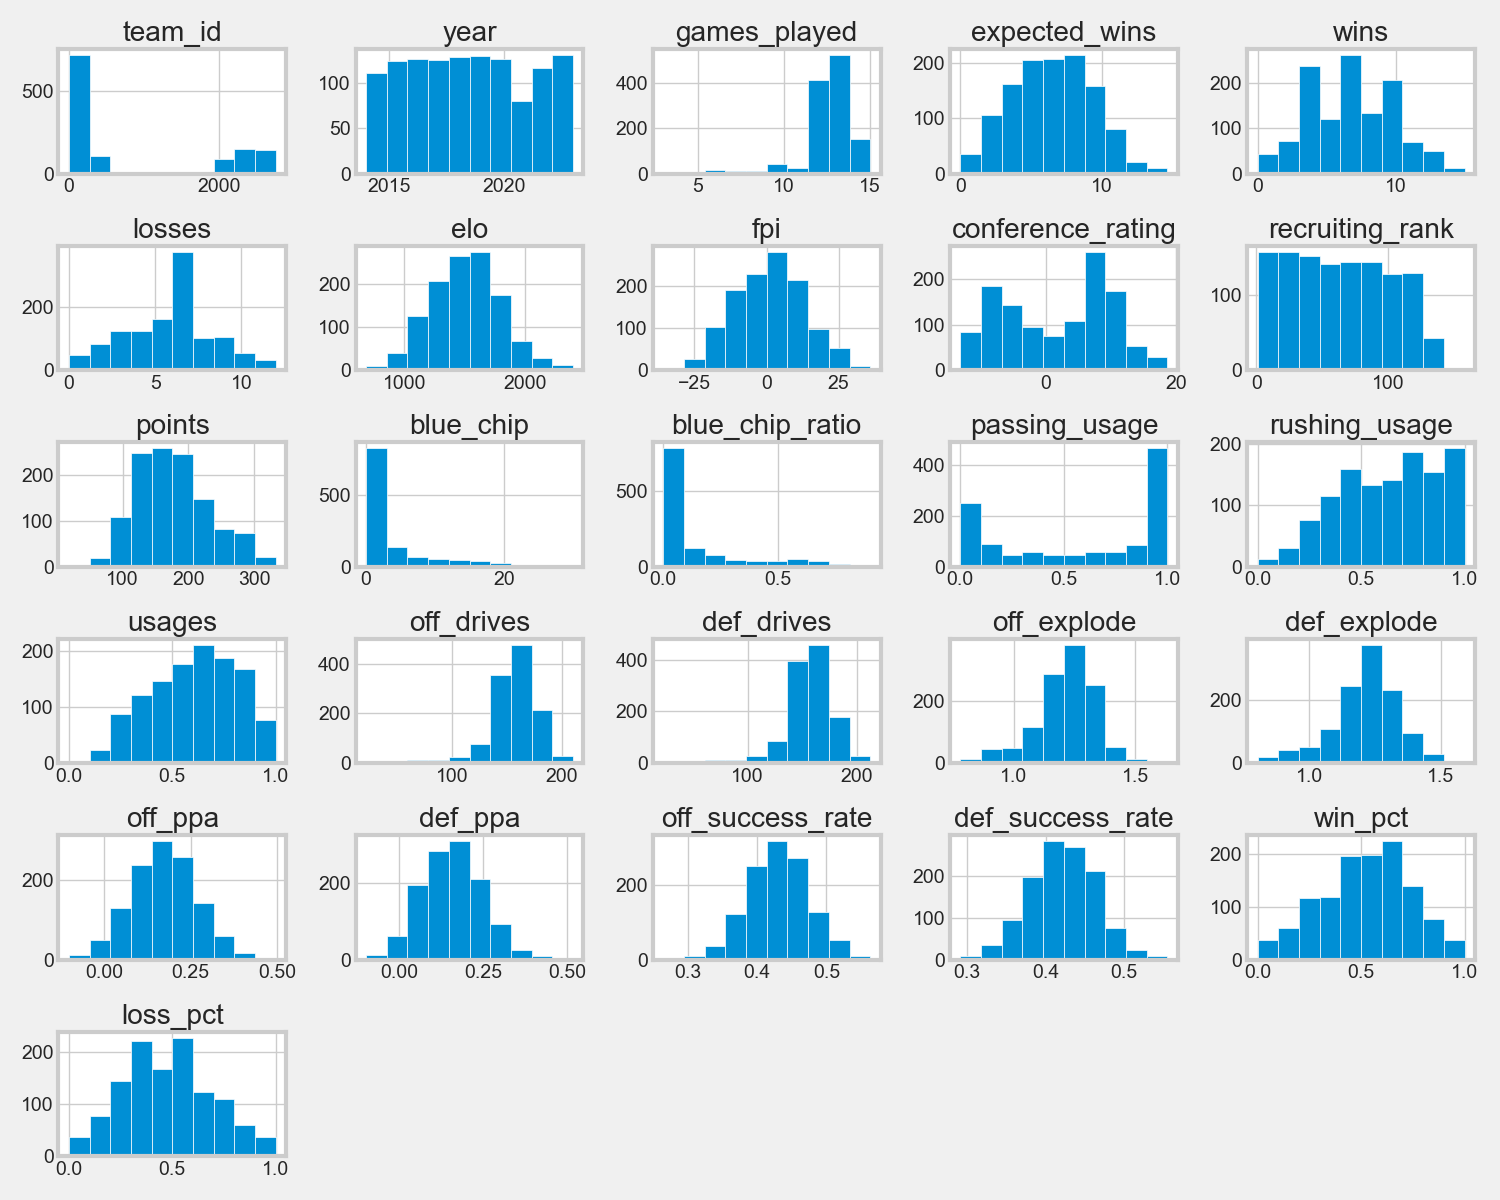 team_id year games_played expected_wins wins
500 0 0 2000
100 50 0 2015 2020
400 200 0 5 10 15
200 100 0 0 10
200 100 0 0 10
losses elo fpi conference_rating recruiting_rank
200 0 0 5 10
200 100 0 1000 2000
200 100 0 −25 0 25
200 100 0 0 20
100 0 0 100
points blue_chip blue_chip_ratio passing_usage rushing_usage
200 100 0 100 200 300
500 0 0 20
500 0 0.0 0.5
400 200 0 0.0 0.5 1.0
200 100 0 0.0 0.5 1.0
usages off_drives def_drives off_explode def_explode
200 100 0 0.0 0.5 1.0
400 200 0 100 200
400 200 0 100 200
200 0 1.0 1.5
200 0 1.0 1.5
off_ppa def_ppa off_success_rate def_success_rate win_pct
200 0 0.00 0.25 0.50
200 0 0.00 0.25 0.50
200 0 0.3 0.4 0.5
200 100 0 0.3 0.4 0.5
200 100 0 0.0 0.5 1.0
loss_pct
200 100 0 0.0 0.5 1.0